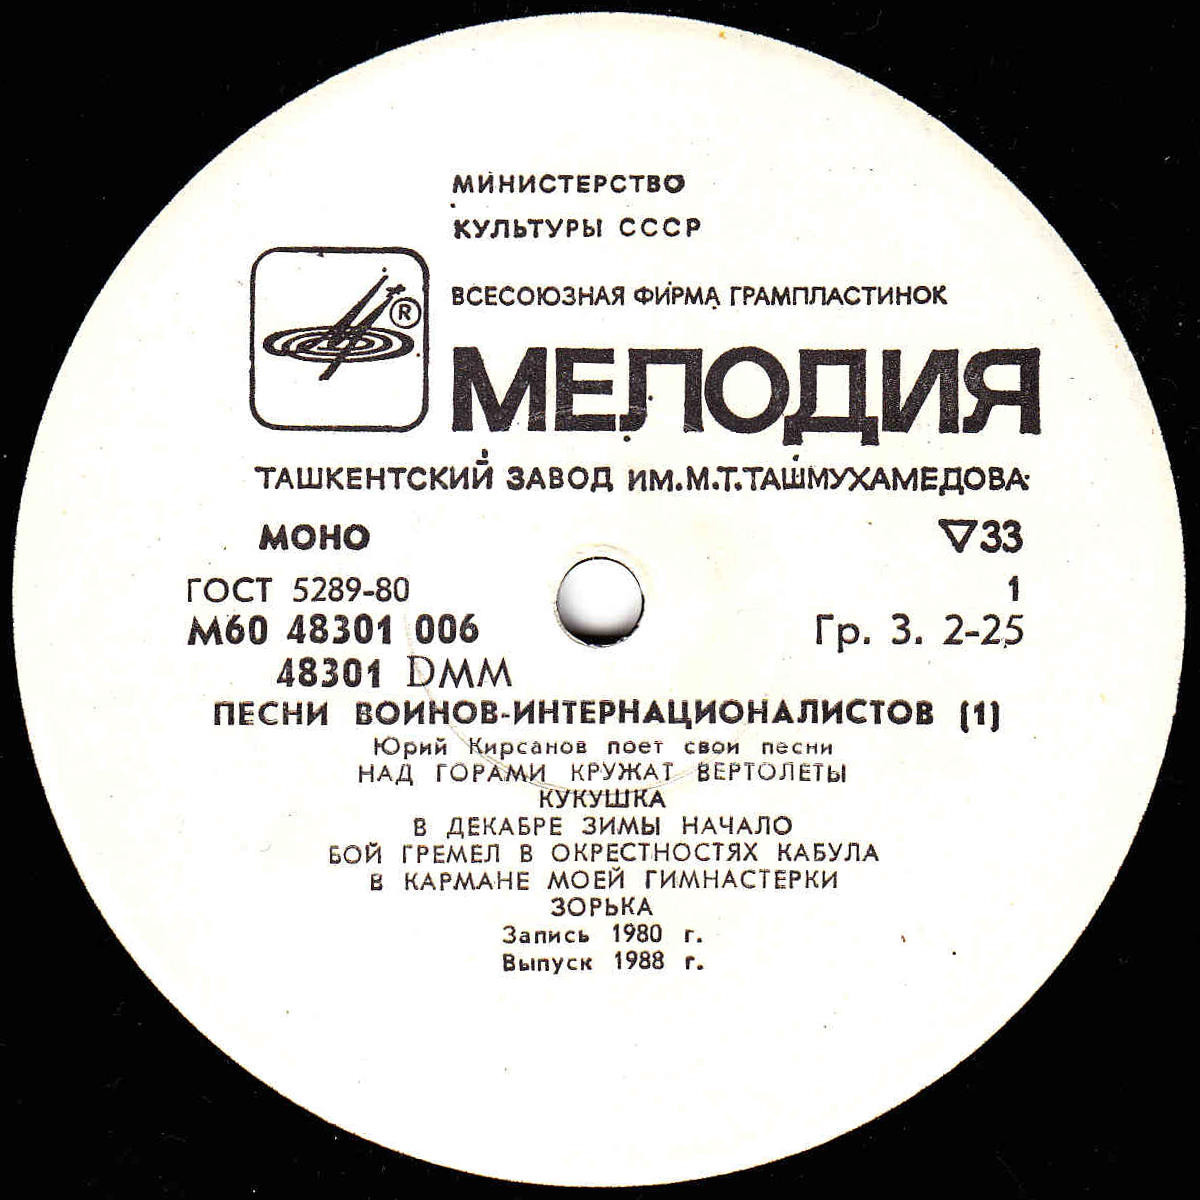 МИНИСТЕРСТВО
КУЛЬТУРЫ СССР
ВСЕСОЮЗНАЯ ФИРМА ГРАМПЛАСТИНОК
®
МЕЛОДИЯ
ТАШКЕНТСКИЙ ЗАВОД ИМ.М.Т.ТАШМУХАМЕДОВА
МОНО ▽33
ГОСТ 5289-80 1
М60 48301 006 Гр. 3. 2-25
48301 DMM
ПЕСНИ ВОИНОВ-ИНТЕРНАЦИОНАЛИСТОВ (1)
Юрий Кирсанов поет свои песни
НАД ГОРАМИ КРУЖАТ ВЕРТОЛЕТЫ
КУКУШКА
В ДЕКАБРЕ ЗИМЫ НАЧАЛО
БОЙ ГРЕМЕЛ В ОКРЕСТНОСТЯХ КАБУЛА
В КАРМАНЕ МОЕЙ ГИМНАСТЕРКИ
ЗОРЬКА
Запись 1980 г.
Выпуск 1988 г.